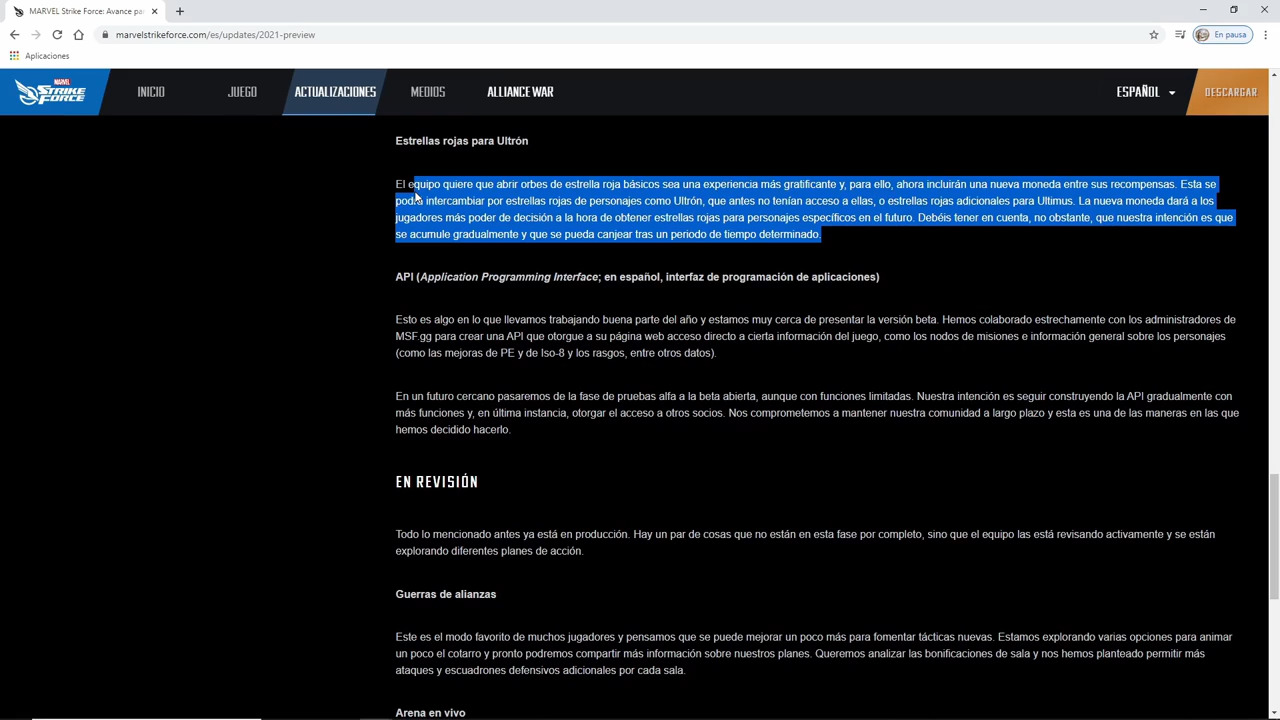 MARVEL Strike Force: Avance pa
marvelstrikeforce.com/es/updates/2021-preview
En pausa
Aplicaciones
MARVEL
STRIKE
FORCE
INICIO
JUEGO
ACTUALIZACIONES
MEDIOS
ALLIANCE WAR
ESPAÑOL
DESCARGAR
Estrellas rojas para Ultrón
El equipo quiere que abrir orbes de estrella roja básicos sea una experiencia más gratificante y, para ello, ahora incluirán una nueva moneda entre sus recompensas. Esta se
podrá intercambiar por estrellas rojas de personajes como Ultrón, que antes no tenían acceso a ellas, o estrellas rojas adicionales para Ultimus. La nueva moneda dará a los
jugadores más poder de decisión a la hora de obtener estrellas rojas para personajes específicos en el futuro. Debéis tener en cuenta, no obstante, que nuestra intención es que
se acumule gradualmente y que se pueda canjear tras un periodo de tiempo determinado.
API (Application Programming Interface; en español, interfaz de programación de aplicaciones)
Esto es algo en lo que llevamos trabajando buena parte del año y estamos muy cerca de presentar la versión beta. Hemos colaborado estrechamente con los administradores de
MSF.gg para crear una API que otorgue a su página web acceso directo a cierta información del juego, como los nodos de misiones e información general sobre los personajes
(como las mejoras de PE y de Iso-8 y los rasgos, entre otros datos).
En un futuro cercano pasaremos de la fase de pruebas alfa a la beta abierta, aunque con funciones limitadas. Nuestra intención es seguir construyendo la API gradualmente con
más funciones y, en última instancia, otorgar el acceso a otros socios. Nos comprometemos a mantener nuestra comunidad a largo plazo y esta es una de las maneras en las que
hemos decidido hacerlo.
EN REVISIÓN
Todo lo mencionado antes ya está en producción. Hay un par de cosas que no están en esta fase por completo, sino que el equipo las está revisando activamente y se están
explorando diferentes planes de acción.
Guerras de alianzas
Este es el modo favorito de muchos jugadores y pensamos que se puede mejorar un poco más para fomentar tácticas nuevas. Estamos explorando varias opciones para animar
un poco el cotarro y pronto podremos compartir más información sobre nuestros planes. Queremos analizar las bonificaciones de sala y nos hemos planteado permitir más
ataques y escuadrones defensivos adicionales por cada sala.
Arena en vivo